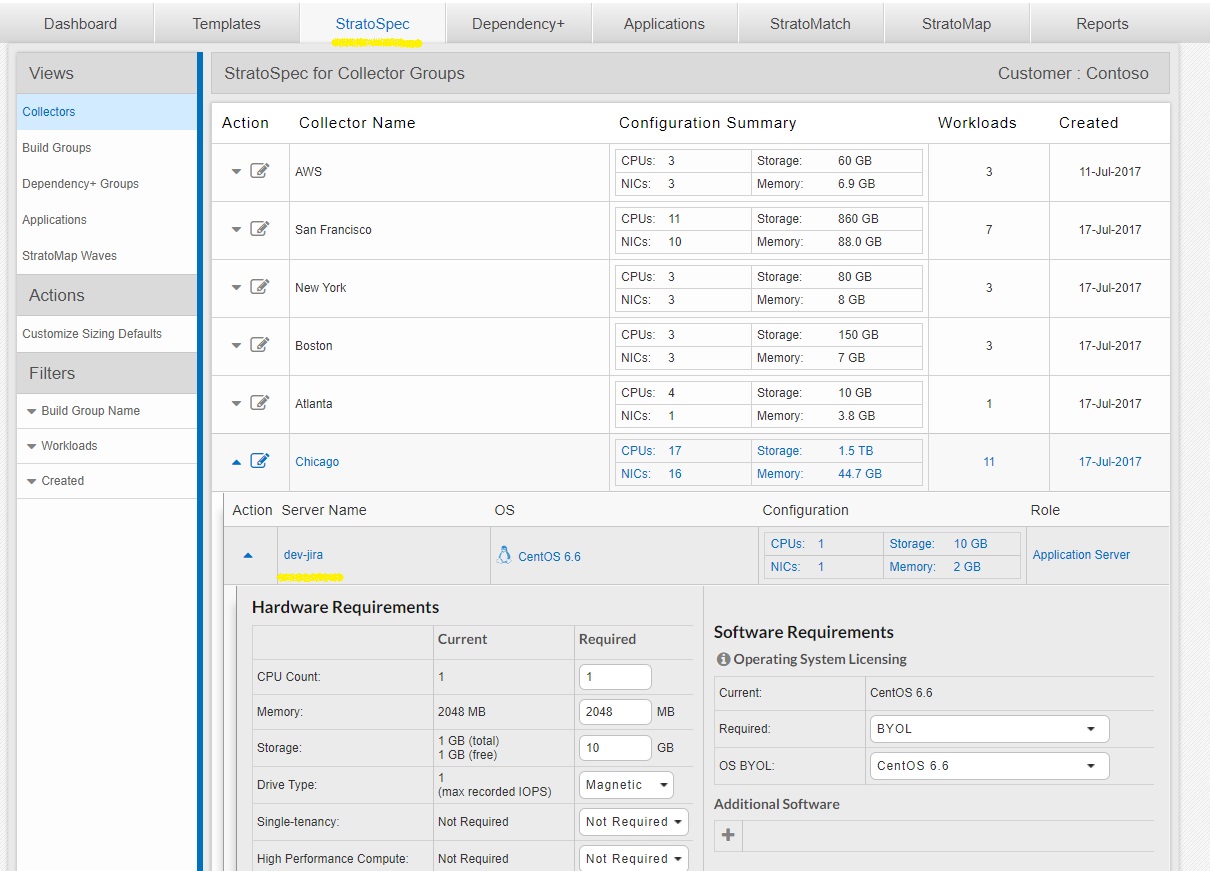 Dashboard Templates StratoSpec Dependency+ Applications StratoMatch StratoMap Reports
Views
Collectors
Build Groups
Dependency+ Groups
Applications
StratoMap Waves
Actions
Customize Sizing Defaults
Filters
Build Group Name
Workloads
Created
StratoSpec for Collector Groups Customer : Contoso
Action Collector Name Configuration Summary Workloads Created
AWS CPUs: 3 Storage: 60 GB 3 11-Jul-2017
NICs: 3 Memory: 6.9 GB
San Francisco CPUs: 11 Storage: 860 GB 7 17-Jul-2017
NICs: 10 Memory: 88.0 GB
New York CPUs: 3 Storage: 80 GB 3 17-Jul-2017
NICs: 3 Memory: 8 GB
Boston CPUs: 3 Storage: 150 GB 3 17-Jul-2017
NICs: 3 Memory: 7 GB
Atlanta CPUs: 4 Storage: 10 GB 1 17-Jul-2017
NICs: 1 Memory: 3.8 GB
Chicago CPUs: 17 Storage: 1.5 TB 11 17-Jul-2017
NICs: 16 Memory: 44.7 GB
Action Server Name OS Configuration Role
dev-jira CentOS 6.6 CPUs: 1 Storage: 10 GB Application Server
NICs: 1 Memory: 2 GB
Hardware Requirements
Current Required
CPU Count: 1 1
Memory: 2048 MB 2048 MB
Storage: 1 GB (total) 10 GB
1 GB (free)
Drive Type: 1 Magnetic
(max recorded IOPS)
Single-tenancy: Not Required Not Required
High Performance Compute: Not Required Not Required
Software Requirements
Operating System Licensing
Current: CentOS 6.6
Required: BYOL
OS BYOL: CentOS 6.6
Additional Software